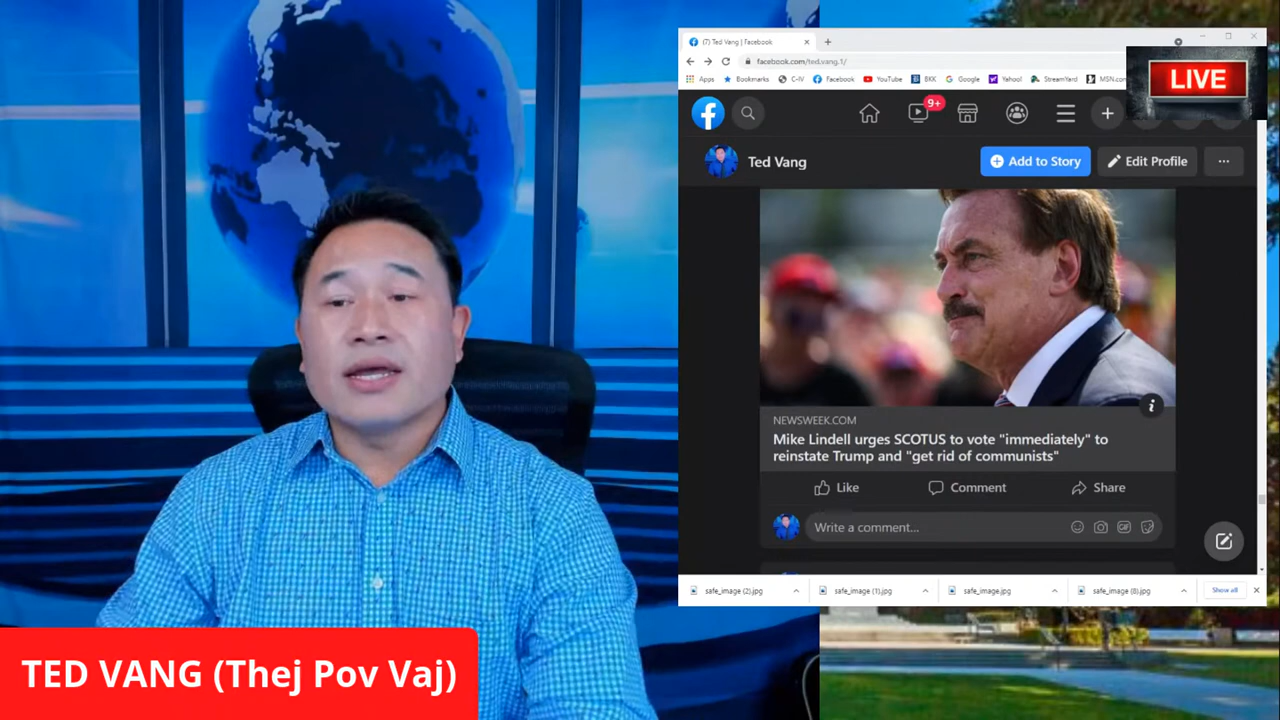 (7) Ted Vang | Facebook
facebook.com/ted.vang.1/
Apps
Bookmarks
C-IV
Facebook
YouTube
BKK
Google
Yahoo!
StreamYard
MSN.com
LIVE
9+
Ted Vang
Add to Story
Edit Profile
NEWSWEEK.COM
Mike Lindell urges SCOTUS to vote "immediately" to
reinstate Trump and "get rid of communists"
Like
Comment
Share
Write a comment...
GIF
safe_image (2).jpg
safe_image (1).jpg
safe_image.jpg
safe_image (8).jpg
Show all
TED VANG (Thej Pov Vaj)